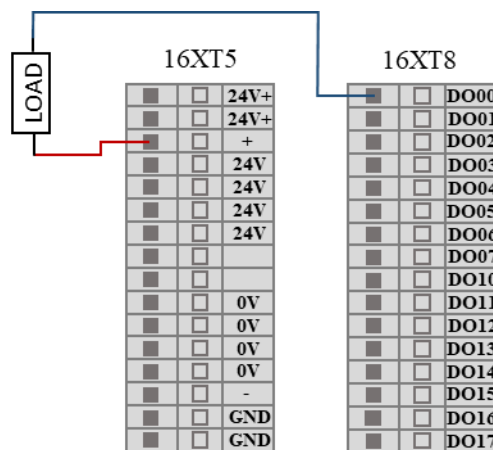 16XT5
16XT8
LOAD
24V+
24V+
+
24V
24V
24V
24V
0V
0V
0V
0V
-
GND
GND
DO00
DO01
DO02
DO03
DO04
DO05
DO06
DO07
DO10
DO11
DO12
DO13
DO14
DO15
DO16
DO17